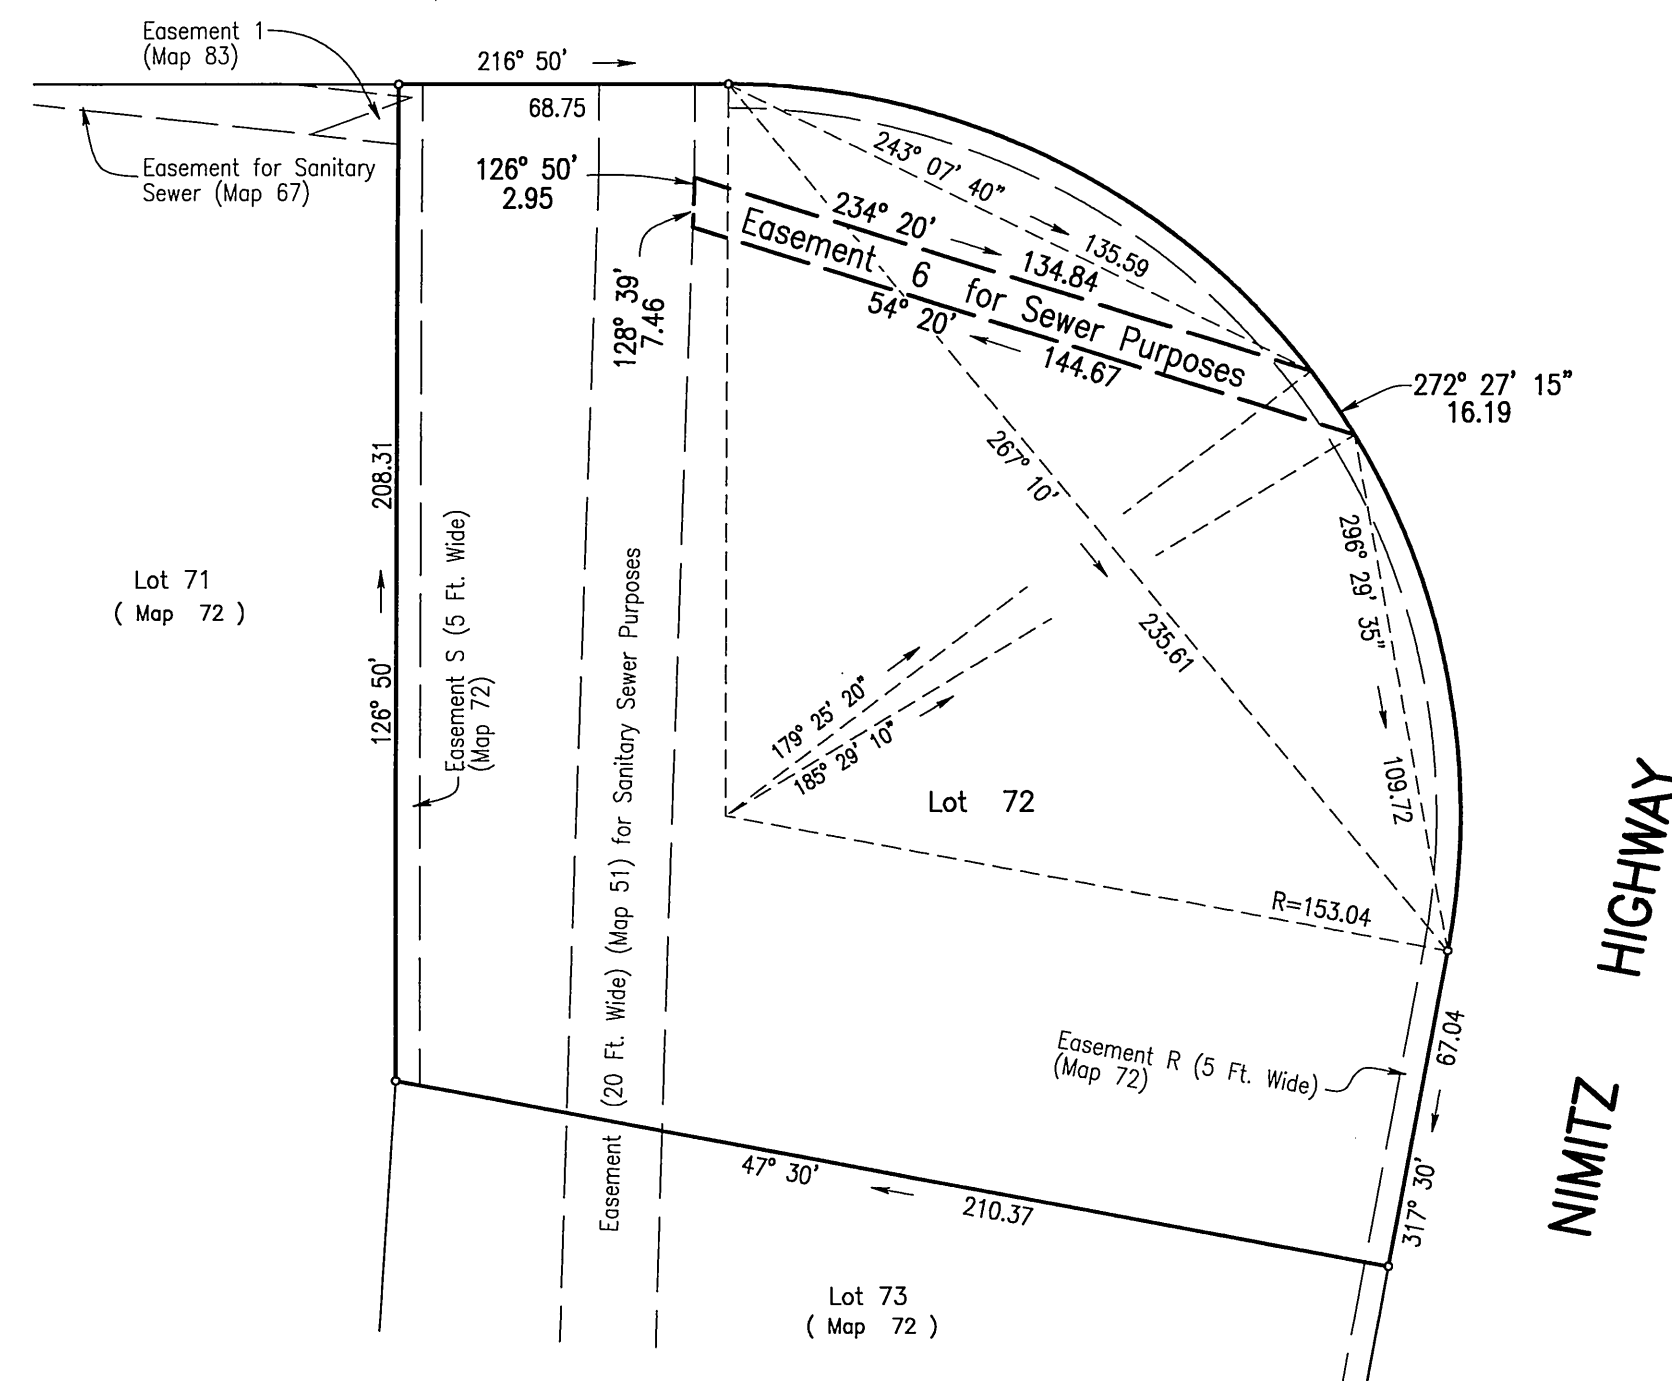 Easement 1
(Map 83)
216° 50'
68.75
Easement for Sanitary
Sewer (Map 67)
126° 50'
2.95
243° 07' 40"
135.59
234° 20'
134.84
Easement 6 for Sewer Purposes
54° 20'
144.67
128° 39'
7.46
272° 27' 15"
16.19
267° 10'
235.61
296° 29' 35"
109.72
208.31
126° 50'
Lot 71
( Map 72 )
Easement S (5 Ft. Wide)
(Map 72)
Easement (20 Ft. Wide) (Map 51) for Sanitary Sewer Purposes
179° 25' 20"
185° 29' 10"
Lot 72
R=153.04
NIMITZ HIGHWAY
Easement R (5 Ft. Wide)
(Map 72)
67.04
317° 30'
47° 30'
210.37
Lot 73
( Map 72 )